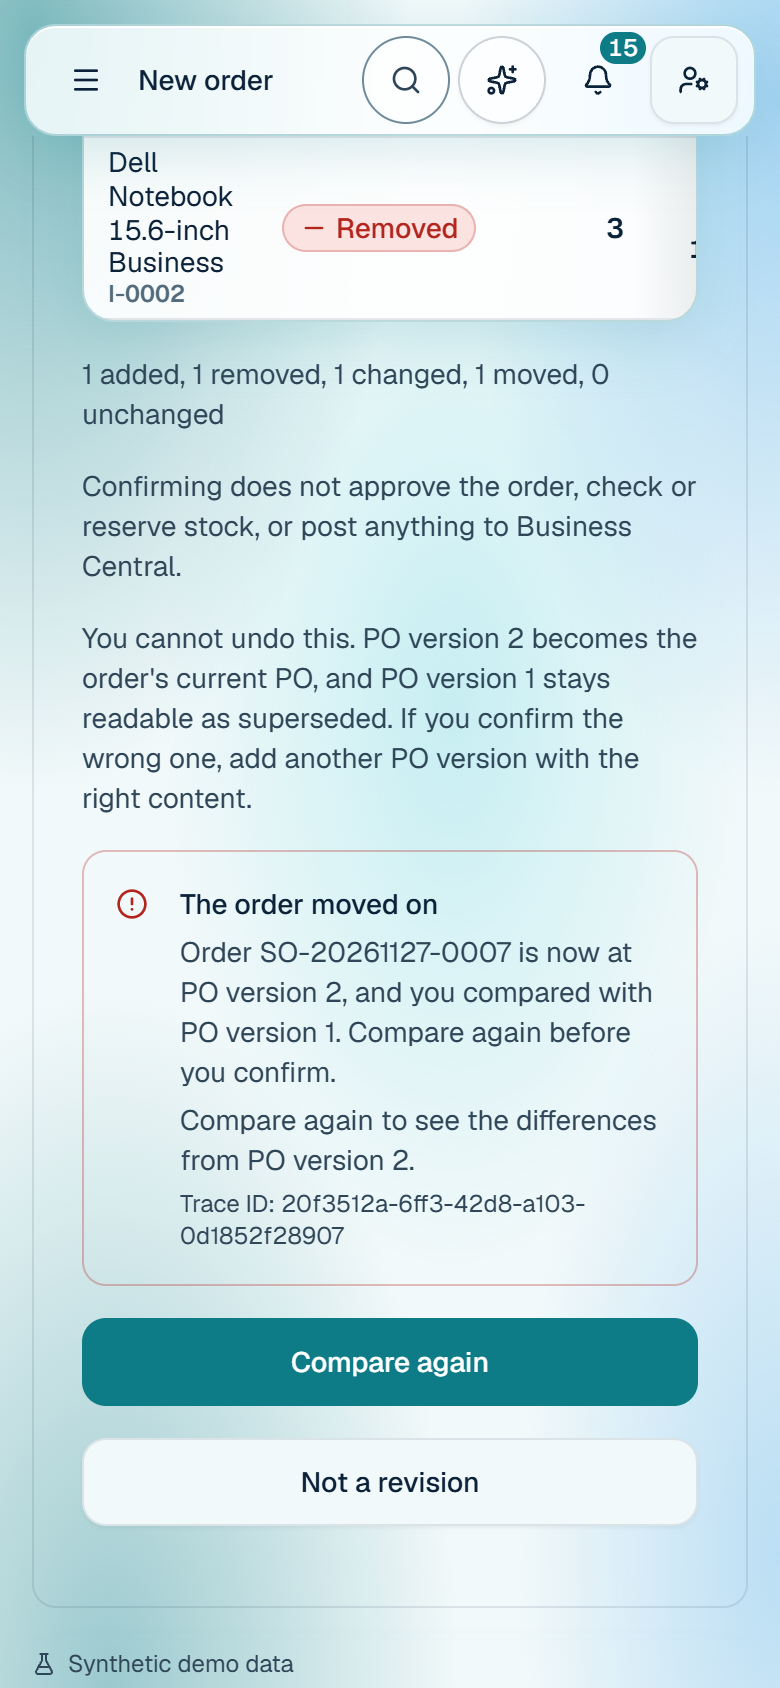 New order
15
Dell
Notebook
15.6-inch
Business
I-0002
Removed
3
1 added, 1 removed, 1 changed, 1 moved, 0
unchanged
Confirming does not approve the order, check or
reserve stock, or post anything to Business
Central.
You cannot undo this. PO version 2 becomes the
order's current PO, and PO version 1 stays
readable as superseded. If you confirm the
wrong one, add another PO version with the
right content.
The order moved on
Order SO-20261127-0007 is now at
PO version 2, and you compared with
PO version 1. Compare again before
you confirm.
Compare again to see the differences
from PO version 2.
Trace ID: 20f3512a-6ff3-42d8-a103-
0d1852f28907
Compare again
Not a revision
Synthetic demo data